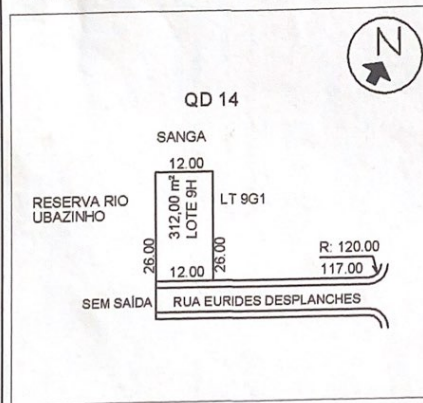 N
QD 14
SANGA
12.00
RESERVA RIO
UBAZINHO
312,00 m²
LOTE 9H
LT 9G1
26.00
26.00
12.00
R: 120.00
117.00
SEM SAÍDA
RUA EURIDES DESPLANCHES